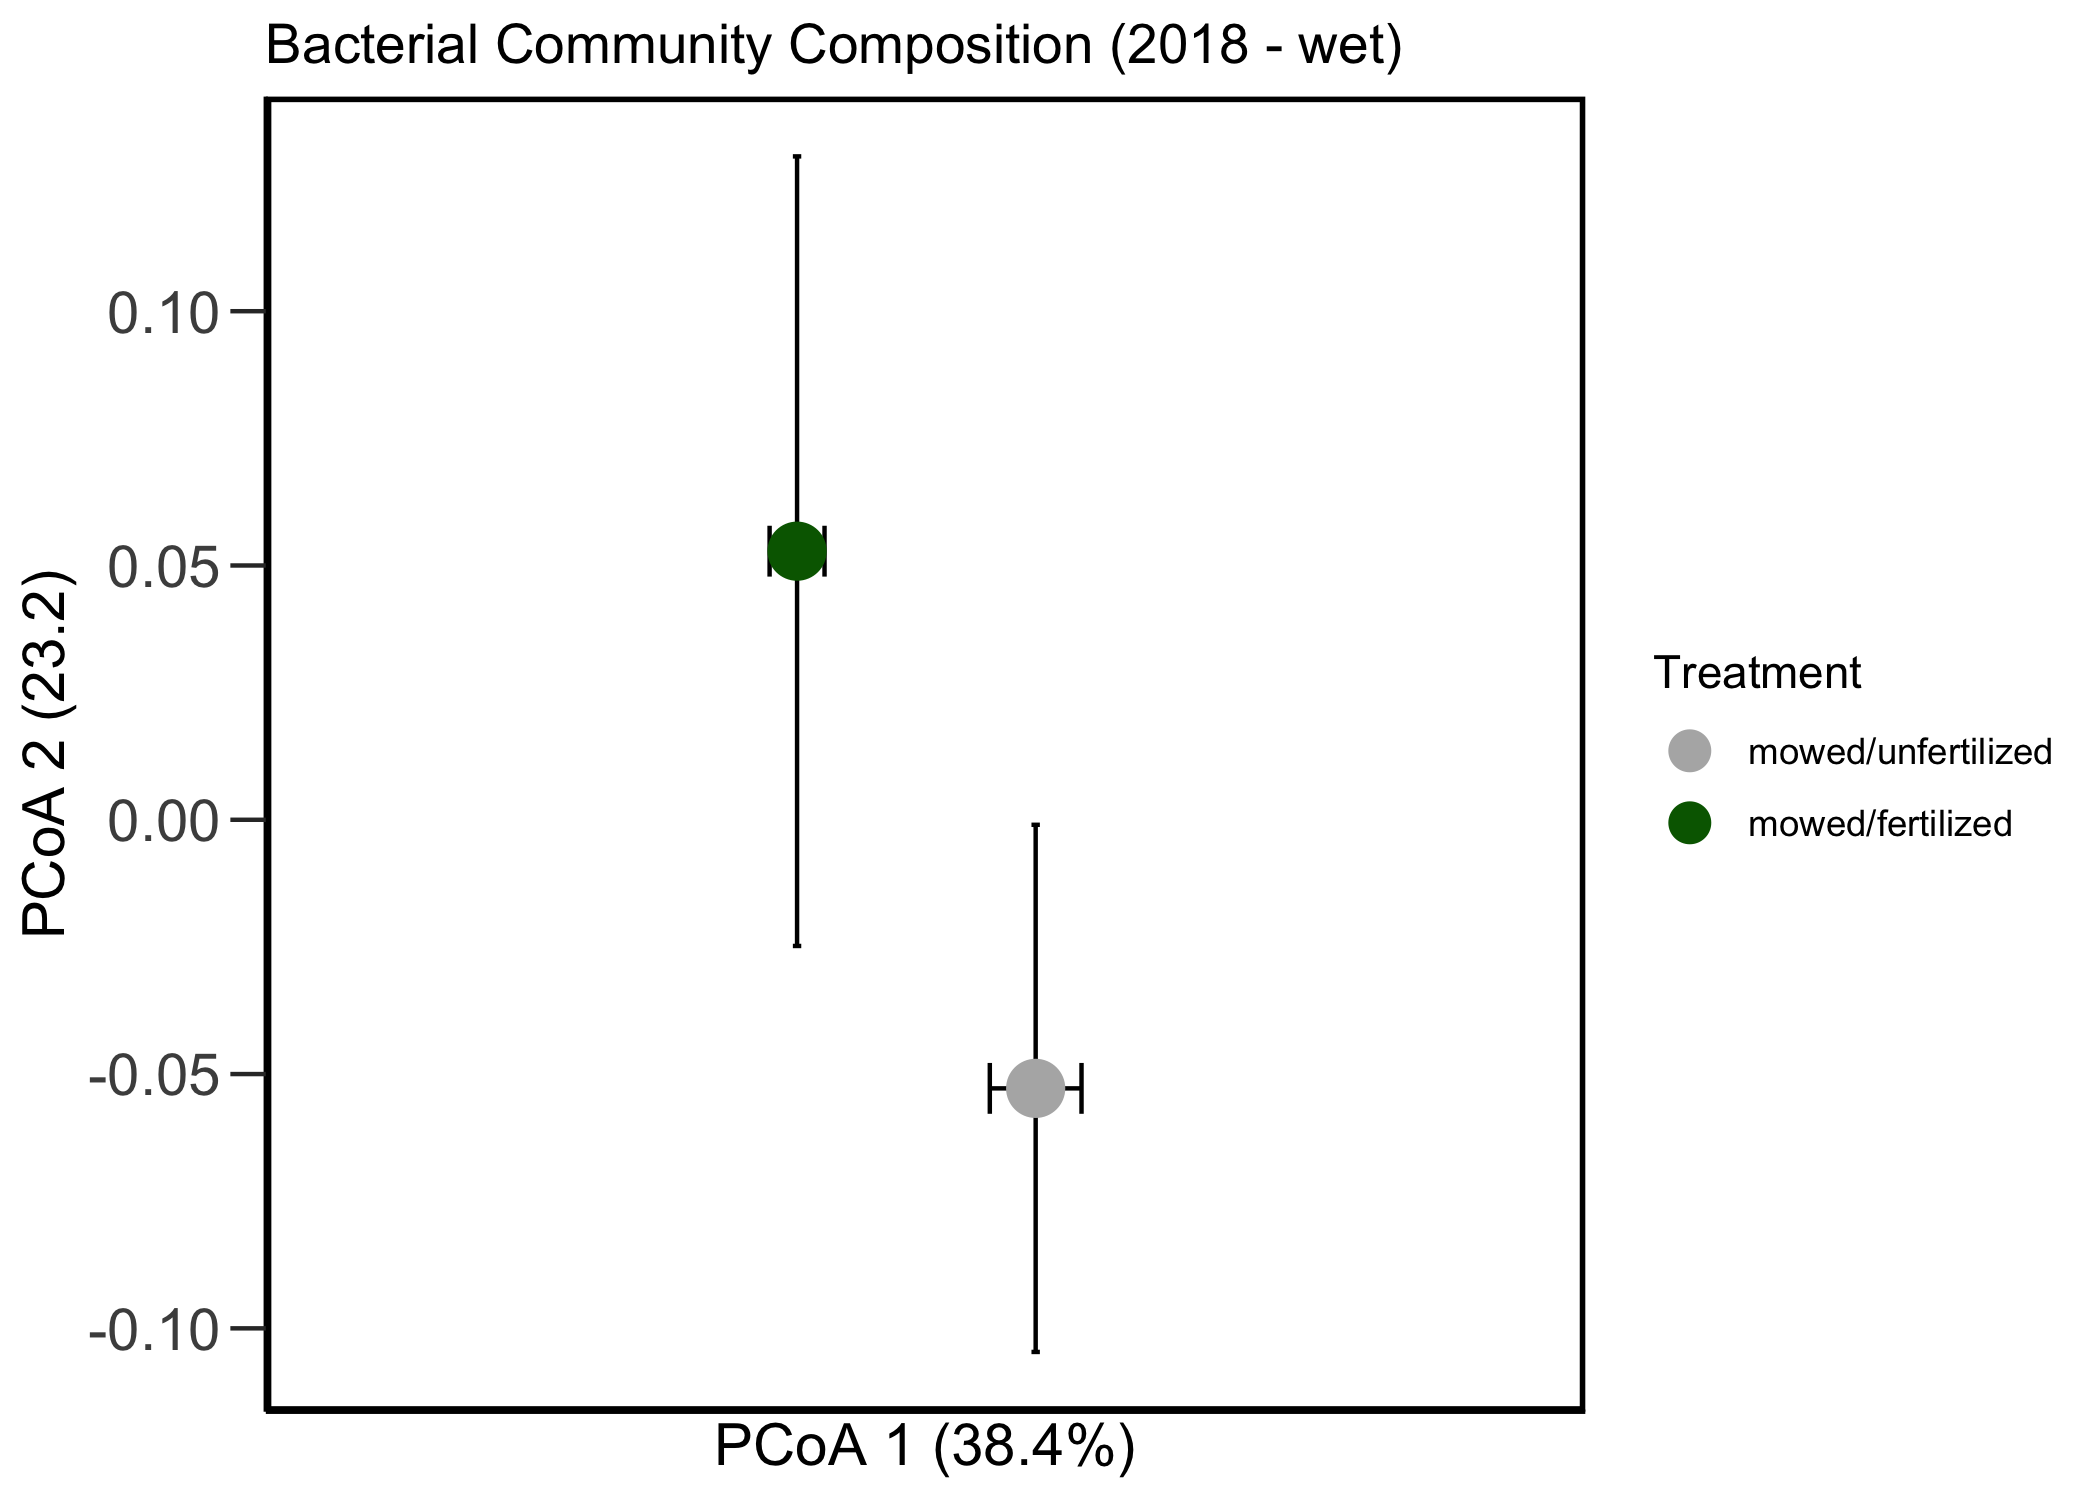 Bacterial Community Composition (2018 - wet)
0.10
0.05
0.00
-0.05
-0.10
PCoA 2 (23.2)
PCoA 1 (38.4%)
Treatment
mowed/unfertilized
mowed/fertilized